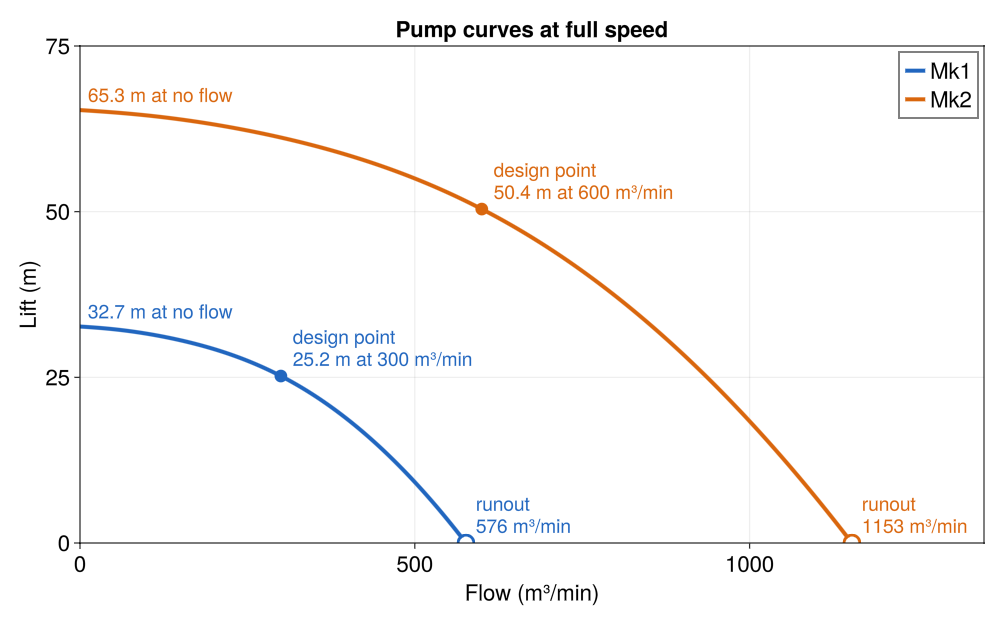 Pump curves at full speed
Mk1
Mk2
65.3 m at no flow
design point
50.4 m at 600 m³/min
32.7 m at no flow
design point
25.2 m at 300 m³/min
runout
576 m³/min
runout
1153 m³/min
75
50
25
0
Lift (m)
0
500
1000
Flow (m³/min)